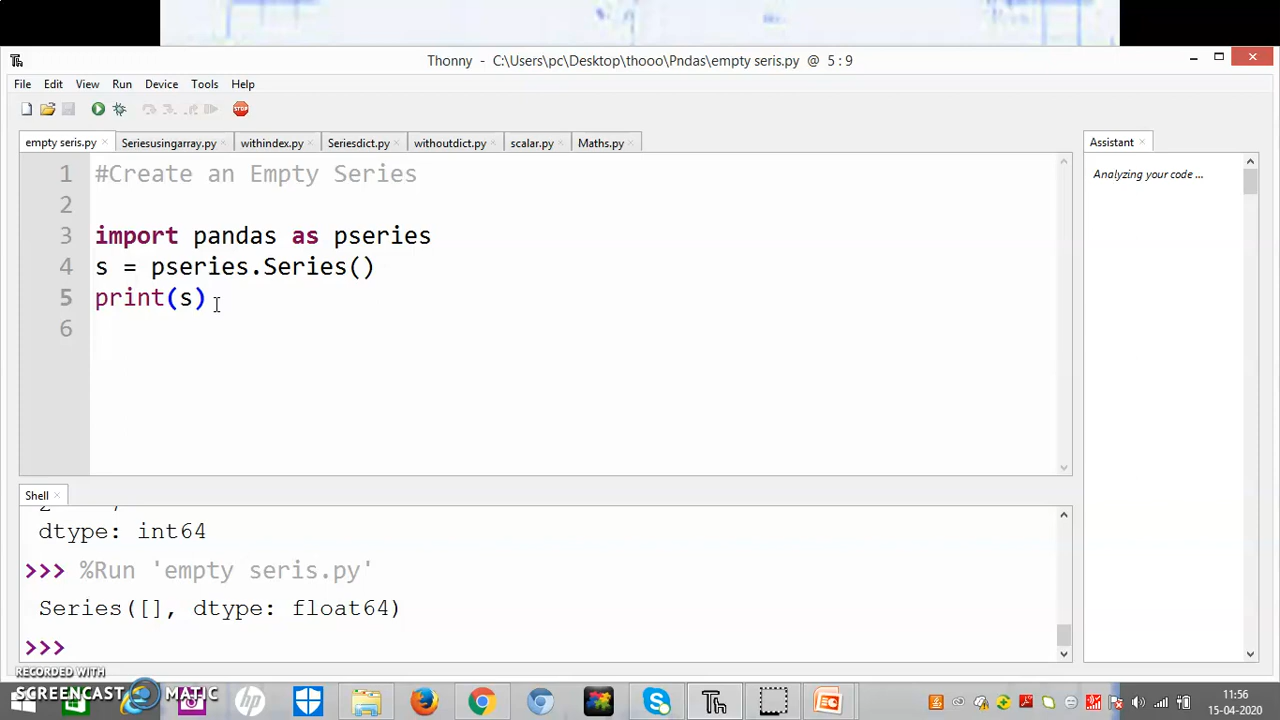 Thonny - C:\Users\pc\Desktop\thooo\Pndas\empty seris.py @ 5 : 9
File Edit View Run Device Tools Help
STOP
empty seris.py × Seriesusingarray.py × withindex.py × Seriesdict.py × withoutdict.py × scalar.py × Maths.py ×
Assistant ×
Analyzing your code ...
1 #Create an Empty Series
2
3 import pandas as pseries
4 s = pseries.Series()
5 print(s)
6
Shell ×
dtype: int64
>>> %Run 'empty seris.py'
Series([], dtype: float64)
>>>
RECORDED WITH
SCREENCAST MATIC
11:56
15-04-2020